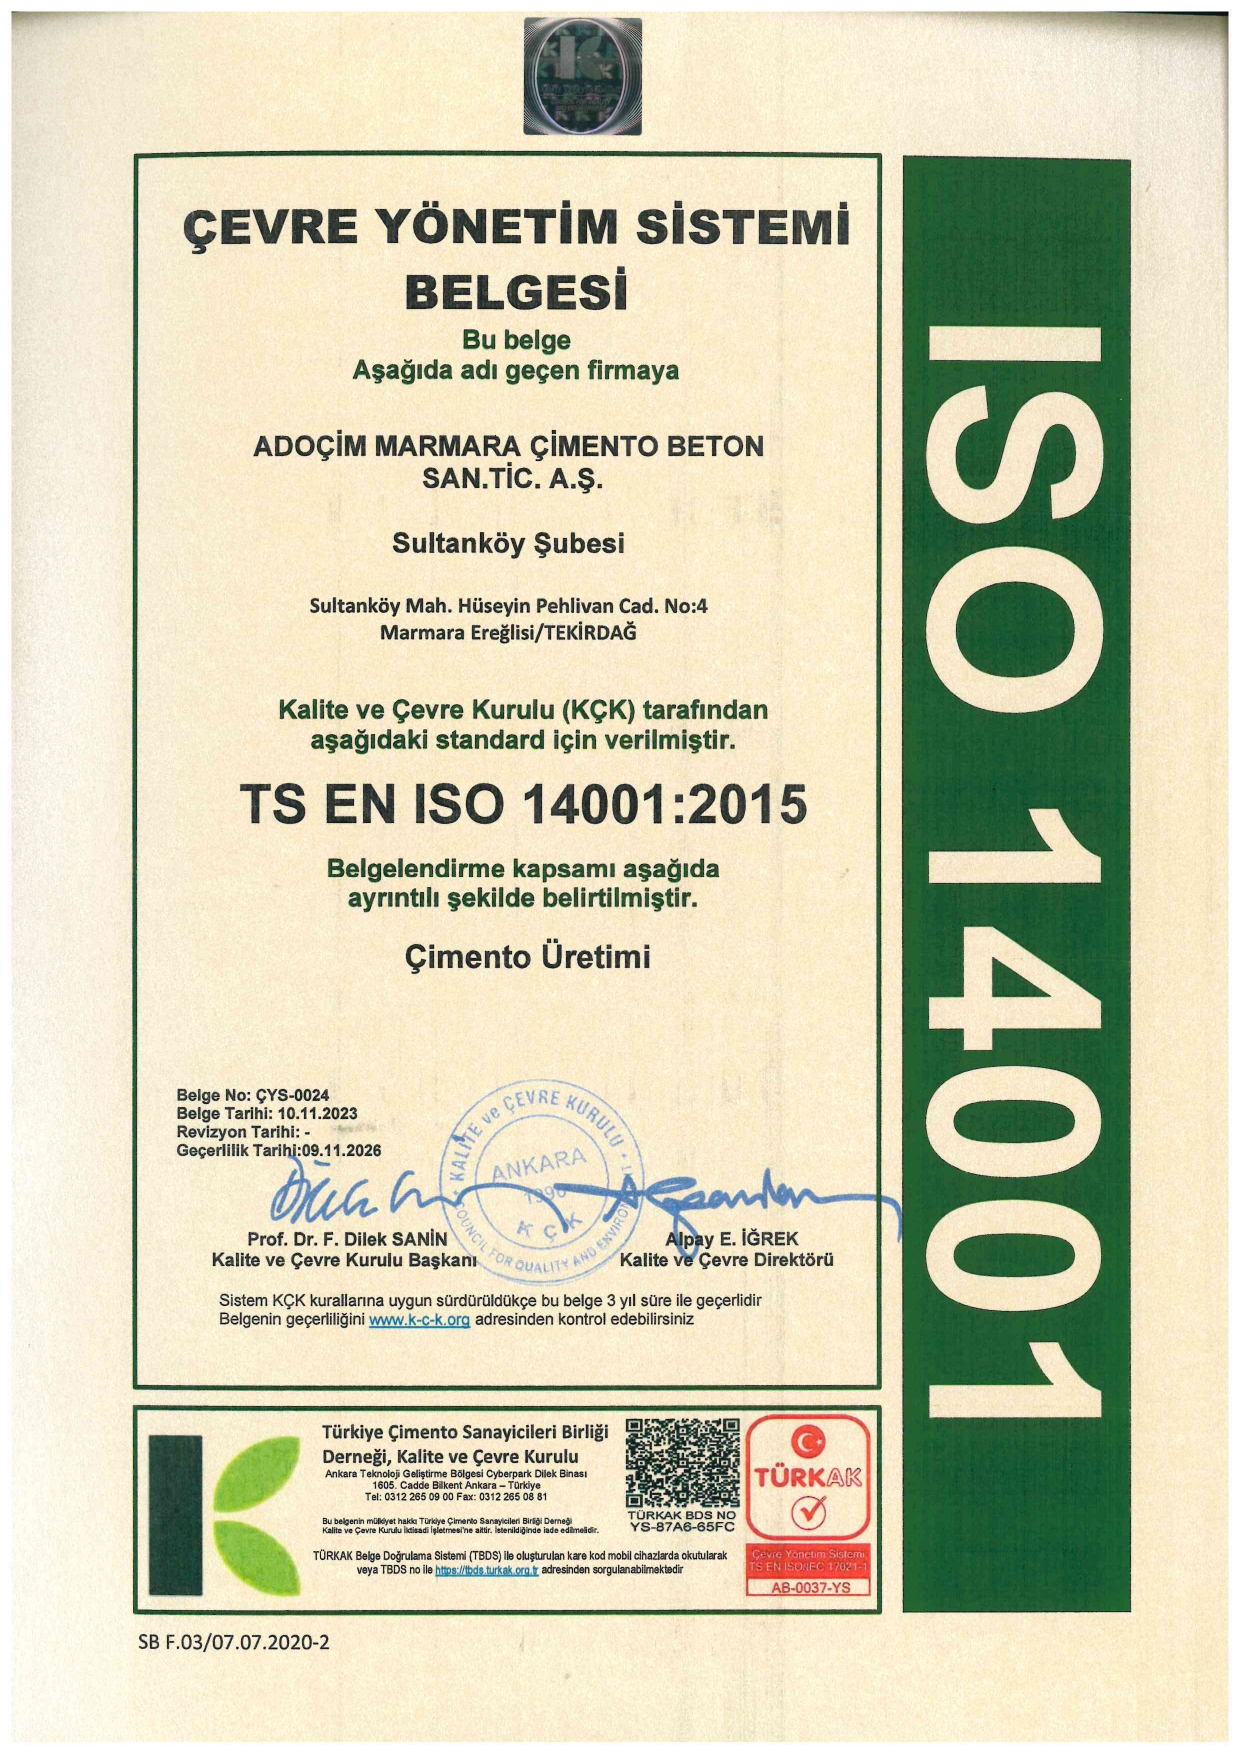 ÇEVRE YÖNETİM SİSTEMİ
BELGESİ
Bu belge
Aşağıda adı geçen firmaya
ADOÇİM MARMARA ÇİMENTO BETON
SAN.TİC. A.Ş.
Sultanköy Şubesi
Sultanköy Mah. Hüseyin Pehlivan Cad. No:4
Marmara Ereğlisi/TEKİRDAĞ
Kalite ve Çevre Kurulu (KÇK) tarafından
aşağıdaki standard için verilmiştir.
TS EN ISO 14001:2015
Belgelendirme kapsamı aşağıda
ayrıntılı şekilde belirtilmiştir.
Çimento Üretimi
Belge No: ÇYS-0024
Belge Tarihi: 10.11.2023
Revizyon Tarihi: -
Geçerlilik Tarihi:09.11.2026
KALİTE ve ÇEVRE KURULU
ANKARA
KÇK
COUNCIL FOR QUALITY AND
Prof. Dr. F. Dilek SANİN
Kalite ve Çevre Kurulu Başkanı
Alpay E. İĞREK
Kalite ve Çevre Direktörü
Sistem KÇK kurallarına uygun sürdürüldükçe bu belge 3 yıl süre ile geçerlidir
Belgenin geçerliliğini www.k-c-k.org adresinden kontrol edebilirsiniz
ISO 14001
Türkiye Çimento Sanayicileri Birliği
Derneği, Kalite ve Çevre Kurulu
Ankara Teknoloji Geliştirme Bölgesi Cyberpark Dilek Binası
1605. Cadde Bilkent Ankara – Türkiye
Tel: 0312 265 09 00 Fax: 0312 265 08 81
Bu belgenin mülkiyet hakkı Türkiye Çimento Sanayicileri Birliği Derneği
Kalite ve Çevre Kurulu İktisadi İşletmesi'ne aittir. İstenildiğinde iade edilmelidir.
TÜRKAK Belge Doğrulama Sistemi (TBDS) ile oluşturulan kare kod mobil cihazlarda okutularak
veya TBDS no ile https://tbds.turkak.org.tr adresinden sorgulanabilmektedir
TÜRKAK BDS NO
YS-87A6-65FC
TÜRKAK
Çevre Yönetim Sistemi
TS EN ISO/IEC 17021-1
AB-0037-YS
SB F.03/07.07.2020-2